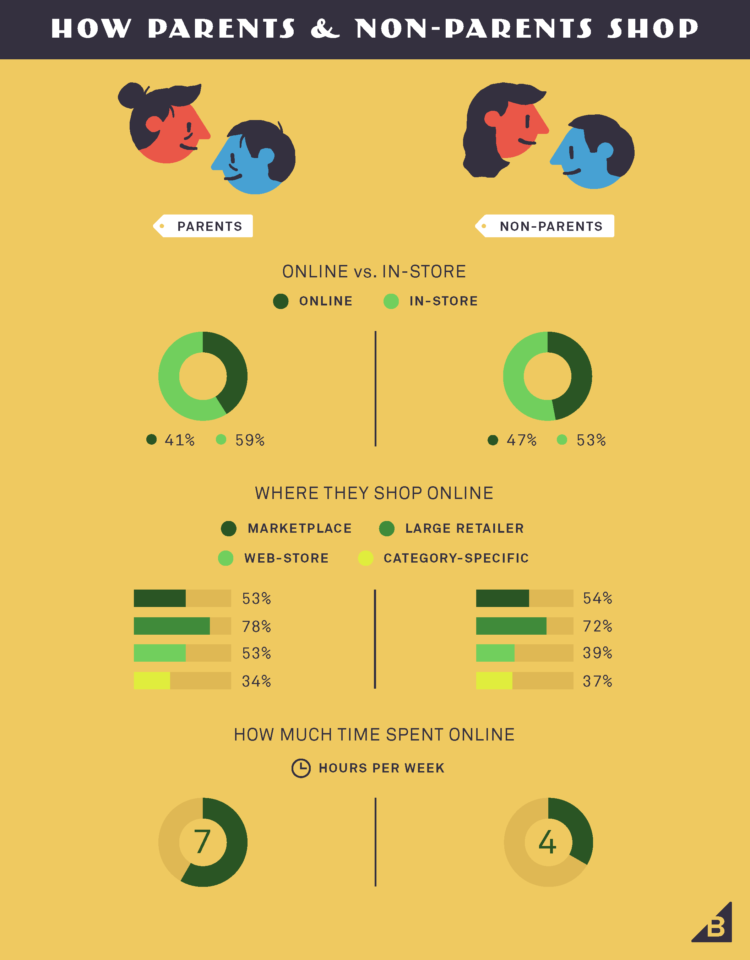 HOW PARENTS & NON-PARENTS SHOP
PARENTS
NON-PARENTS
ONLINE vs. IN-STORE
ONLINE
IN-STORE
41%
59%
47%
53%
WHERE THEY SHOP ONLINE
MARKETPLACE
LARGE RETAILER
WEB-STORE
CATEGORY-SPECIFIC
53%
78%
53%
34%
54%
72%
39%
37%
HOW MUCH TIME SPENT ONLINE
HOURS PER WEEK
7
4
B